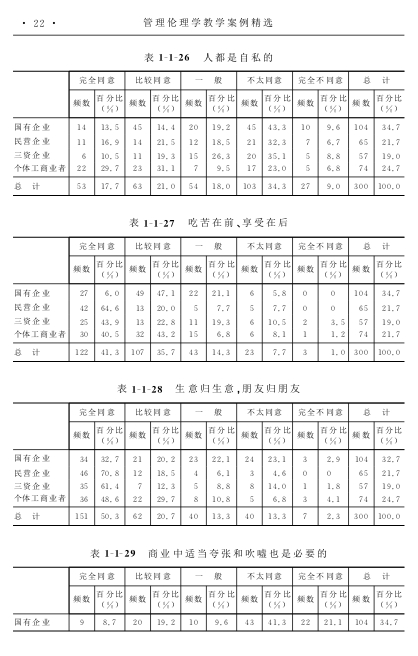 · 22 · 管理伦理学教学案例精选
表 1-1-26 人都是自私的
完全同意 比较同意 一 般 不太同意 完全不同意 总 计
频数 百分比(%) 频数 百分比(%) 频数 百分比(%) 频数 百分比(%) 频数 百分比(%) 频数 百分比(%)
国有企业 14 13.5 45 14.4 20 19.2 45 43.3 10 9.6 104 34.7
民营企业 11 16.9 14 21.5 12 18.5 21 32.3 7 6.7 65 21.7
三资企业 6 10.5 11 19.3 15 26.3 20 35.1 5 8.8 57 19.0
个体工商业者 22 29.7 23 31.1 7 9.5 17 23.0 5 6.8 74 24.7
总 计 53 17.7 63 21.0 54 18.0 103 34.3 27 9.0 300 100.0
表 1-1-27 吃苦在前、享受在后
完全同意 比较同意 一 般 不太同意 完全不同意 总 计
频数 百分比(%) 频数 百分比(%) 频数 百分比(%) 频数 百分比(%) 频数 百分比(%) 频数 百分比(%)
国有企业 27 6.0 49 47.1 22 21.1 6 5.8 0 0 104 34.7
民营企业 42 64.6 13 20.0 5 7.7 5 7.7 0 0 65 21.7
三资企业 25 43.9 13 22.8 11 19.3 6 10.5 2 3.5 57 19.0
个体工商业者 30 40.5 32 43.2 15 6.8 6 8.1 1 1.2 74 21.7
总 计 122 41.3 107 35.7 43 14.3 23 7.7 3 1.0 300 100.0
表 1-1-28 生意归生意,朋友归朋友
完全同意 比较同意 一 般 不太同意 完全不同意 总 计
频数 百分比(%) 频数 百分比(%) 频数 百分比(%) 频数 百分比(%) 频数 百分比(%) 频数 百分比(%)
国有企业 34 32.7 21 20.2 23 22.1 24 23.1 3 2.9 104 32.7
民营企业 46 70.8 12 18.5 4 6.1 3 4.6 0 0 65 21.7
三资企业 35 61.4 7 12.3 5 8.8 8 14.0 1 1.8 57 19.0
个体工商业者 36 48.6 22 29.7 8 10.8 5 6.8 3 4.1 74 24.7
总 计 151 50.3 62 20.7 40 13.3 40 13.3 7 2.3 300 100.0
表 1-1-29 商业中适当夸张和吹嘘也是必要的
完全同意 比较同意 一 般 不太同意 完全不同意 总 计
频数 百分比(%) 频数 百分比(%) 频数 百分比(%) 频数 百分比(%) 频数 百分比(%) 频数 百分比(%)
国有企业 9 8.7 20 19.2 10 9.6 43 41.3 22 21.1 104 34.7